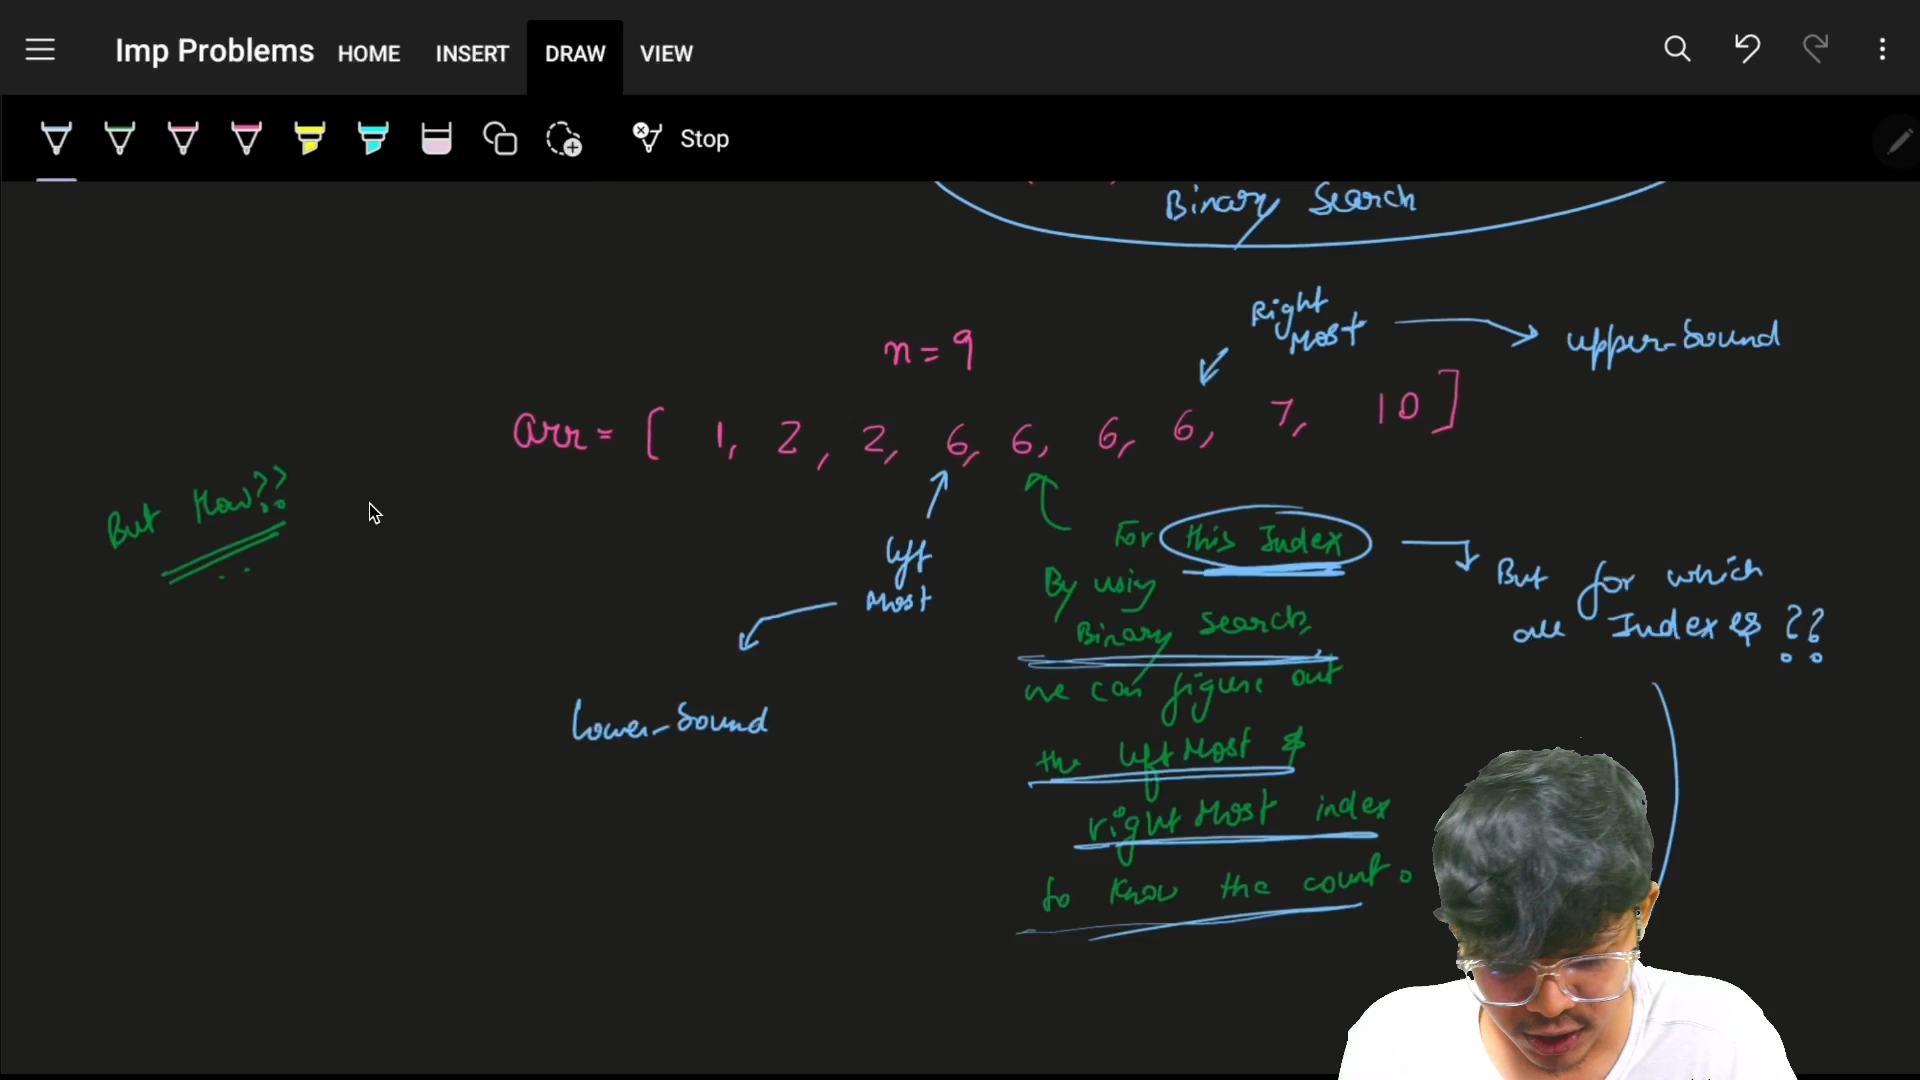 Imp Problems HOME INSERT DRAW VIEW
Stop
Binary Search
Right
Most
upper-bound
n = 9
arr = [ 1, 2, 2, 6, 6, 6, 6, 7, 10 ]
But How??
left
Most
lower-bound
For this Index
By using
Binary search,
we can figure out
the left Most &
right Most index
to know the count.
But for which
all Indexes ??